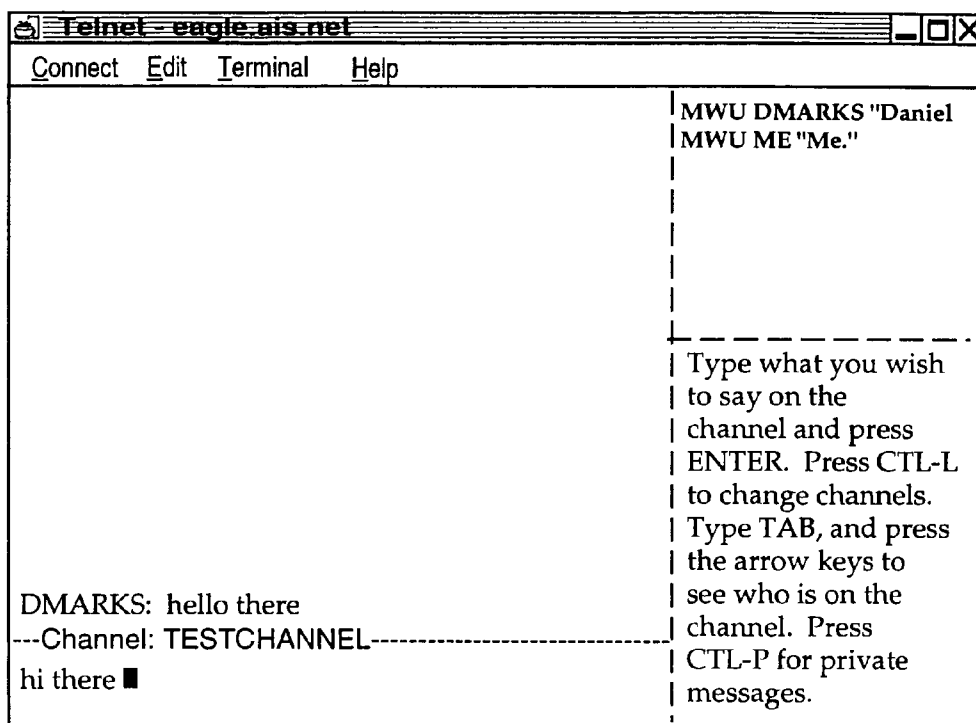 Telnet - eagle.ais.net
Connect Edit Terminal Help
MWU DMARKS "Daniel
MWU ME "Me."
Type what you wish
to say on the
channel and press
ENTER. Press CTL-L
to change channels.
Type TAB, and press
the arrow keys to
see who is on the
channel. Press
CTL-P for private
messages.
DMARKS: hello there
---Channel: TESTCHANNEL---
hi there